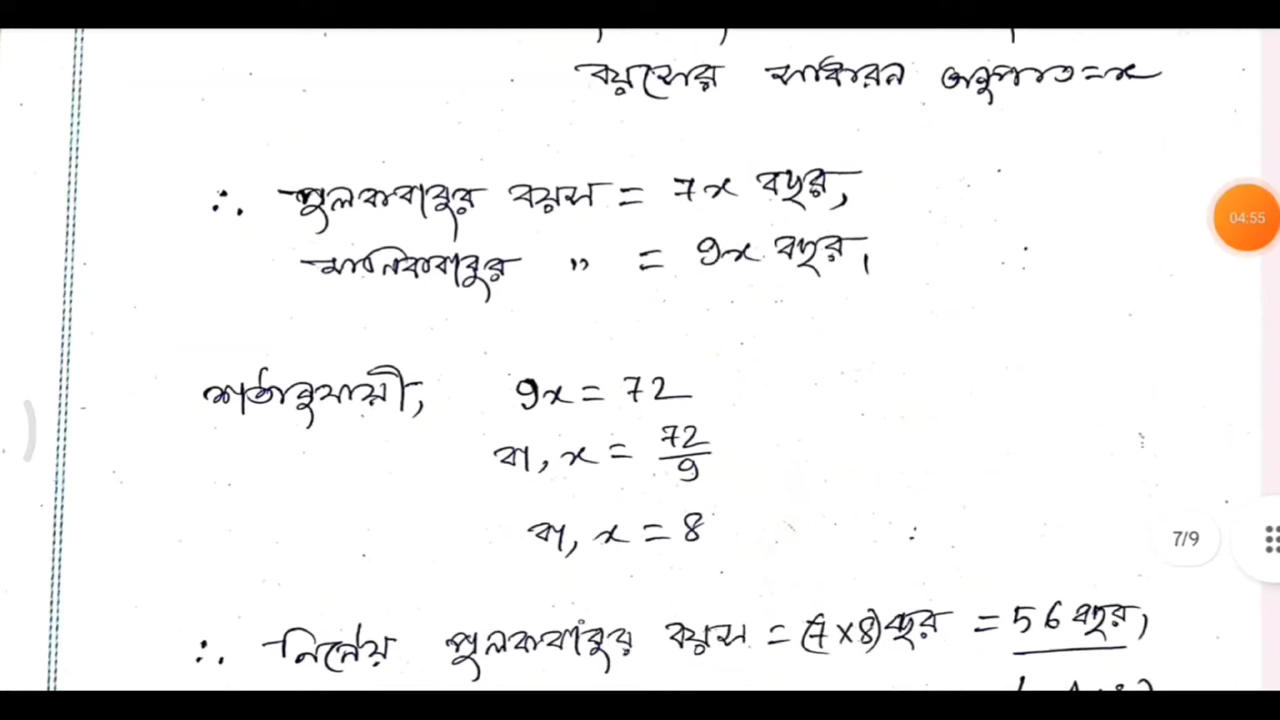 বয়সের সাধারন অনুপাত = x
∴ পুলকবাবুর বয়স = 7x বছর,
মানিকবাবুর " = 9x বছর।
04:55
শর্তানুযায়ী, 9x = 72
বা, x = 72/9
বা, x = 8
7/9
∴ নির্নেয় পুলকবাবুর বয়স = (7×8) বছর = 56 বছর,